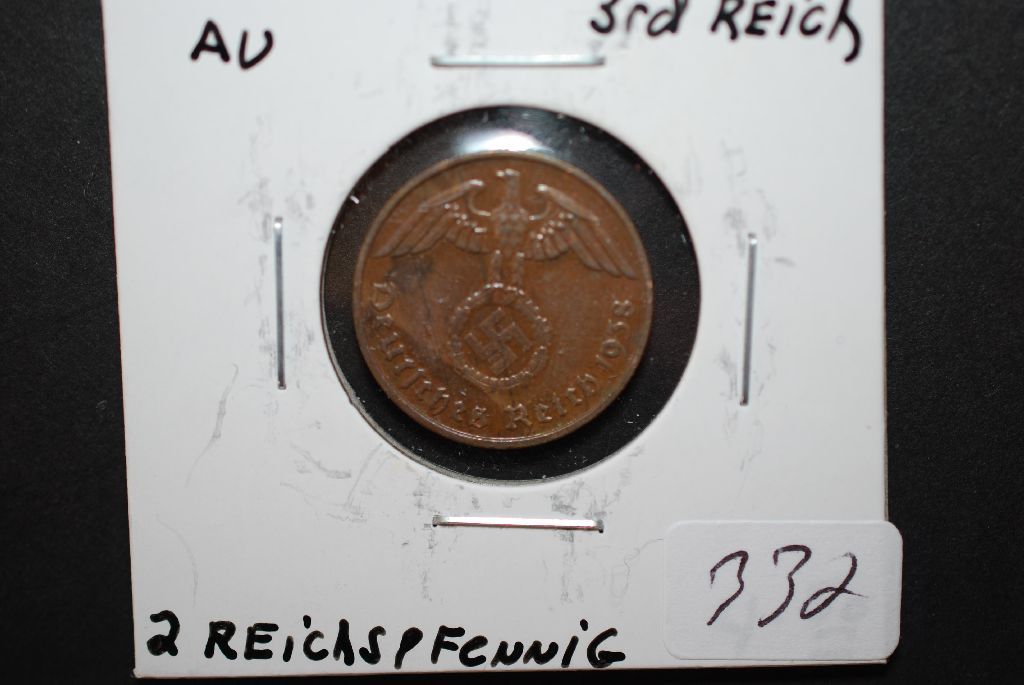 AU
3rd REich
Deutsches Reich 1938
332
2 REichSPFENNiG